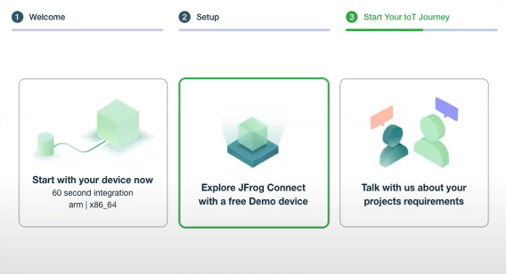 1 Welcome
2 Setup
3 Start Your IoT Journey
Start with your device now
60 second integration
arm | x86_64
Explore JFrog Connect
with a free Demo device
Talk with us about your
projects requirements